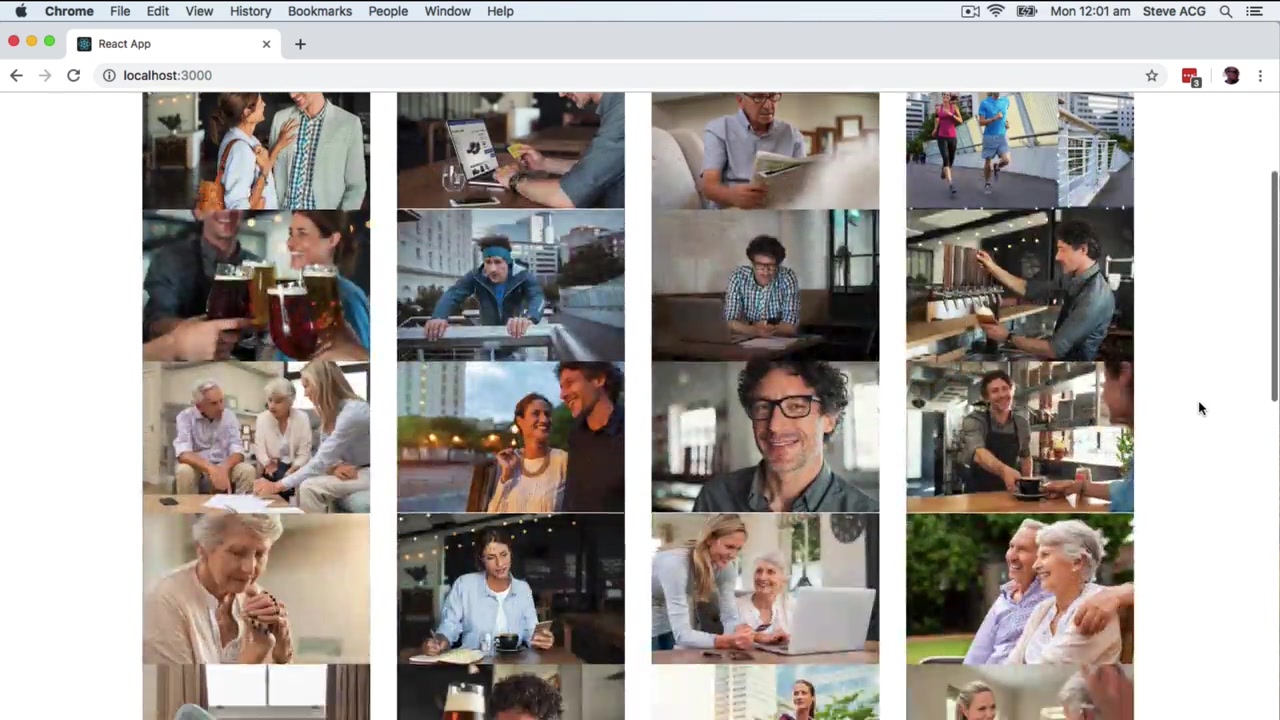 Chrome File Edit View History Bookmarks People Window Help Mon 12:01 am Steve ACG
React App
localhost:3000
3